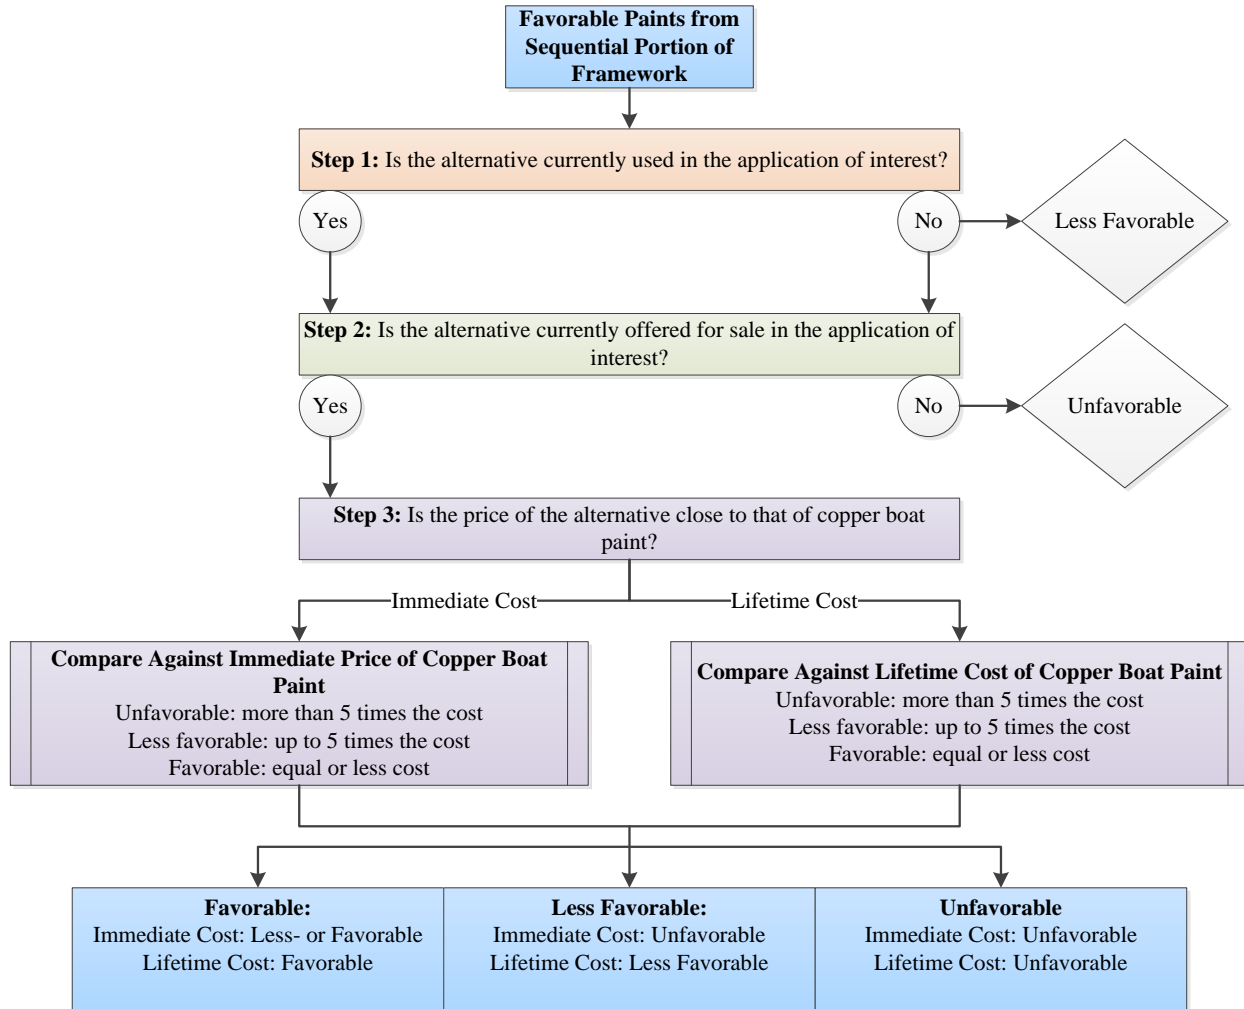 Favorable Paints from
Sequential Portion of
Framework
Step 1: Is the alternative currently used in the application of interest?
Yes
No
Less Favorable
Step 2: Is the alternative currently offered for sale in the application of
interest?
Yes
No
Unfavorable
Step 3: Is the price of the alternative close to that of copper boat
paint?
Immediate Cost
Lifetime Cost
Compare Against Immediate Price of Copper Boat
Paint
Unfavorable: more than 5 times the cost
Less favorable: up to 5 times the cost
Favorable: equal or less cost
Compare Against Lifetime Cost of Copper Boat Paint
Unfavorable: more than 5 times the cost
Less favorable: up to 5 times the cost
Favorable: equal or less cost
Favorable:
Immediate Cost: Less- or Favorable
Lifetime Cost: Favorable
Less Favorable:
Immediate Cost: Unfavorable
Lifetime Cost: Less Favorable
Unfavorable
Immediate Cost: Unfavorable
Lifetime Cost: Unfavorable